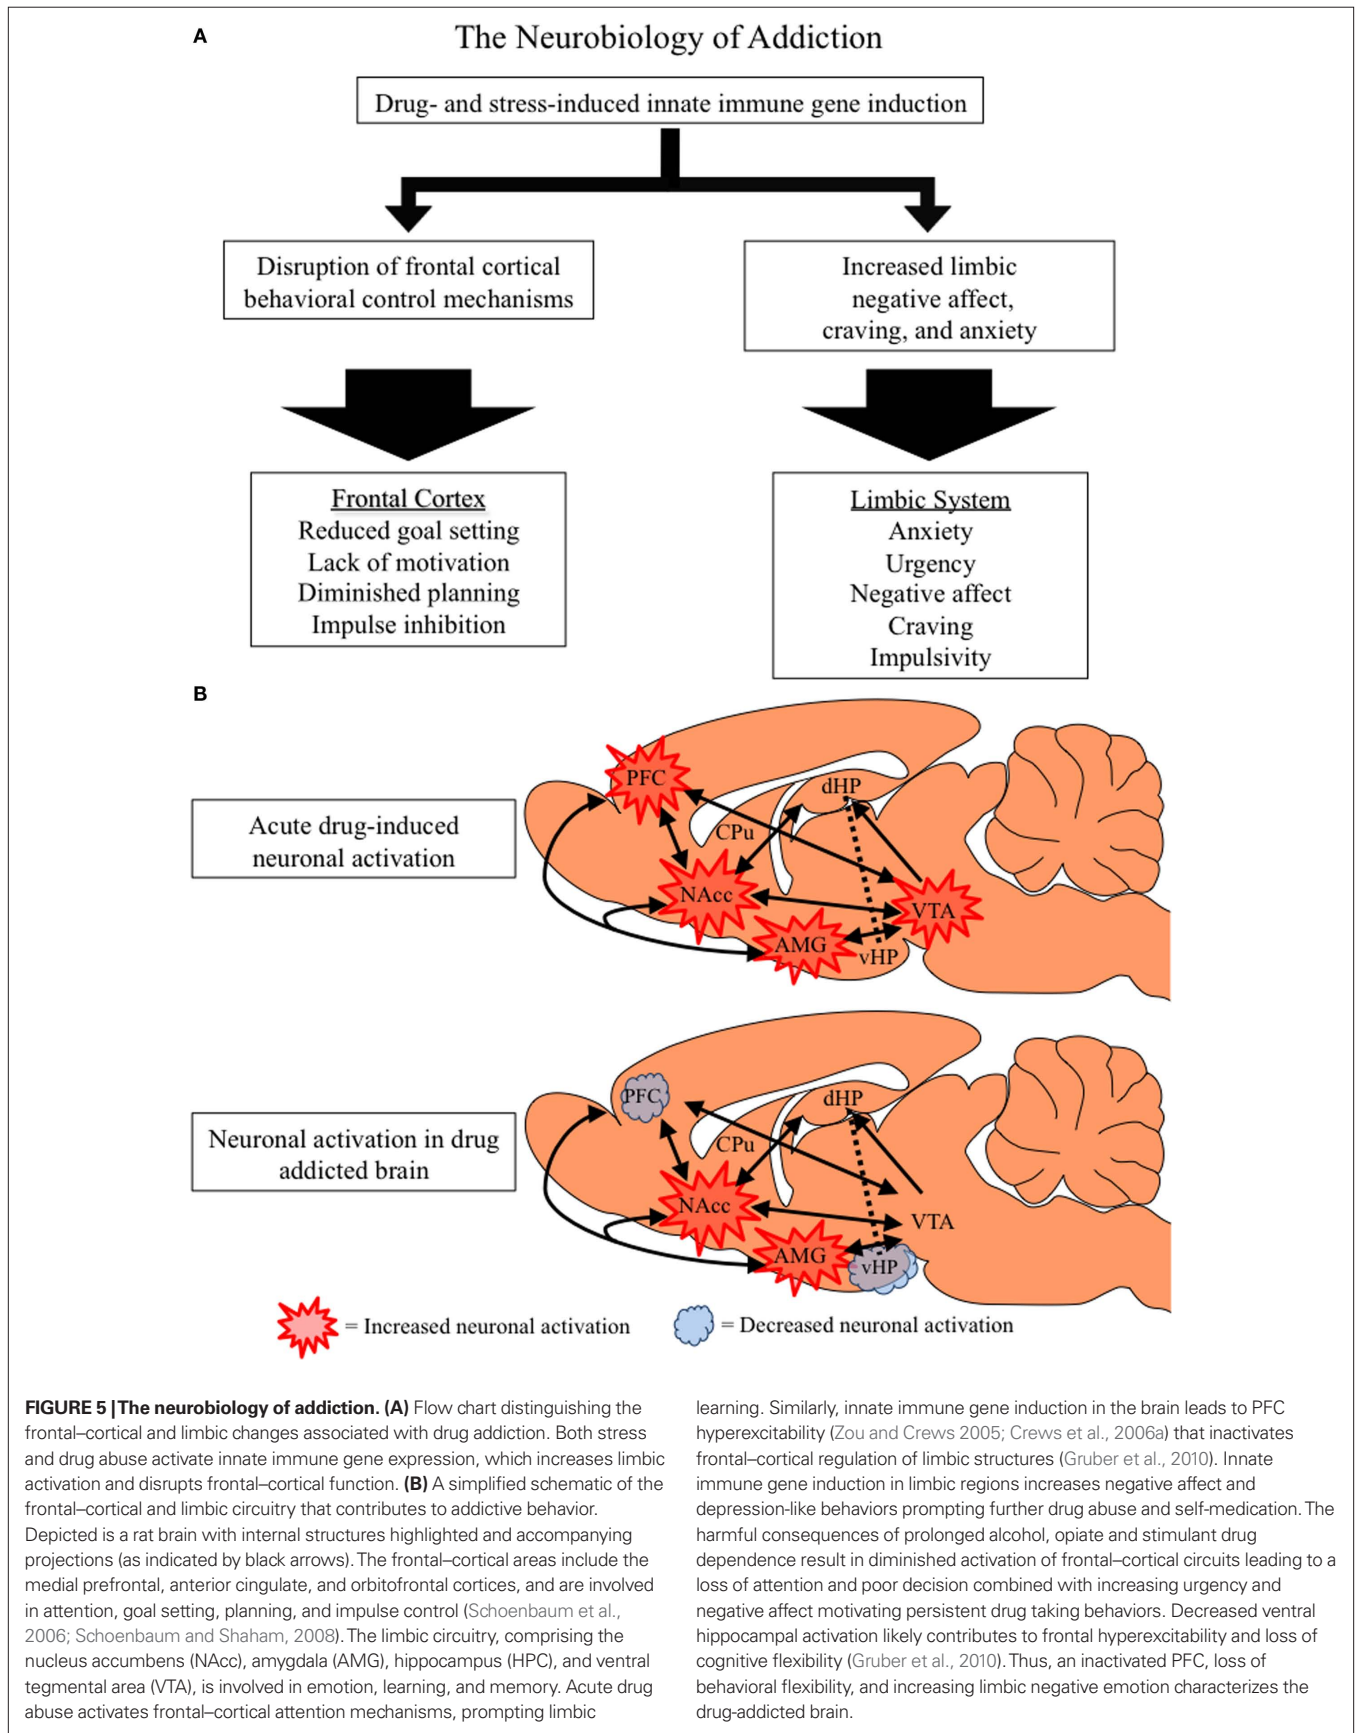 A
The Neurobiology of Addiction
Drug- and stress-induced innate immune gene induction
Disruption of frontal cortical
behavioral control mechanisms
Increased limbic
negative affect,
craving, and anxiety
Frontal Cortex
Reduced goal setting
Lack of motivation
Diminished planning
Impulse inhibition
Limbic System
Anxiety
Urgency
Negative affect
Craving
Impulsivity
B
Acute drug-induced
neuronal activation
PFC
dHP
CPu
NAcc
VTA
AMG
vHP
Neuronal activation in drug
addicted brain
PFC
dHP
CPu
NAcc
VTA
AMG
vHP
= Increased neuronal activation
= Decreased neuronal activation
FIGURE 5 | The neurobiology of addiction. (A) Flow chart distinguishing the
frontal–cortical and limbic changes associated with drug addiction. Both stress
and drug abuse activate innate immune gene expression, which increases limbic
activation and disrupts frontal–cortical function. (B) A simplified schematic of the
frontal–cortical and limbic circuitry that contributes to addictive behavior.
Depicted is a rat brain with internal structures highlighted and accompanying
projections (as indicated by black arrows). The frontal–cortical areas include the
medial prefrontal, anterior cingulate, and orbitofrontal cortices, and are involved
in attention, goal setting, planning, and impulse control (Schoenbaum et al.,
2006; Schoenbaum and Shaham, 2008). The limbic circuitry, comprising the
nucleus accumbens (NAcc), amygdala (AMG), hippocampus (HPC), and ventral
tegmental area (VTA), is involved in emotion, learning, and memory. Acute drug
abuse activates frontal–cortical attention mechanisms, prompting limbic
learning. Similarly, innate immune gene induction in the brain leads to PFC
hyperexcitability (Zou and Crews 2005; Crews et al., 2006a) that inactivates
frontal–cortical regulation of limbic structures (Gruber et al., 2010). Innate
immune gene induction in limbic regions increases negative affect and
depression-like behaviors prompting further drug abuse and self-medication. The
harmful consequences of prolonged alcohol, opiate and stimulant drug
dependence result in diminished activation of frontal–cortical circuits leading to a
loss of attention and poor decision combined with increasing urgency and
negative affect motivating persistent drug taking behaviors. Decreased ventral
hippocampal activation likely contributes to frontal hyperexcitability and loss of
cognitive flexibility (Gruber et al., 2010). Thus, an inactivated PFC, loss of
behavioral flexibility, and increasing limbic negative emotion characterizes the
drug-addicted brain.